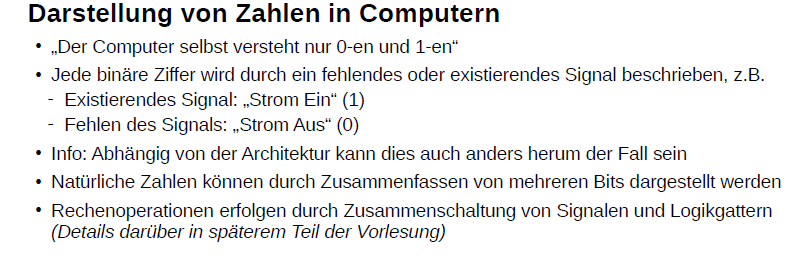 Darstellung von Zahlen in Computern
• „Der Computer selbst versteht nur 0-en und 1-en“
• Jede binäre Ziffer wird durch ein fehlendes oder existierendes Signal beschrieben, z.B.
- Existierendes Signal: „Strom Ein“ (1)
- Fehlen des Signals: „Strom Aus“ (0)
• Info: Abhängig von der Architektur kann dies auch anders herum der Fall sein
• Natürliche Zahlen können durch Zusammenfassen von mehreren Bits dargestellt werden
• Rechenoperationen erfolgen durch Zusammenschaltung von Signalen und Logikgattern
(Details darüber in späterem Teil der Vorlesung)